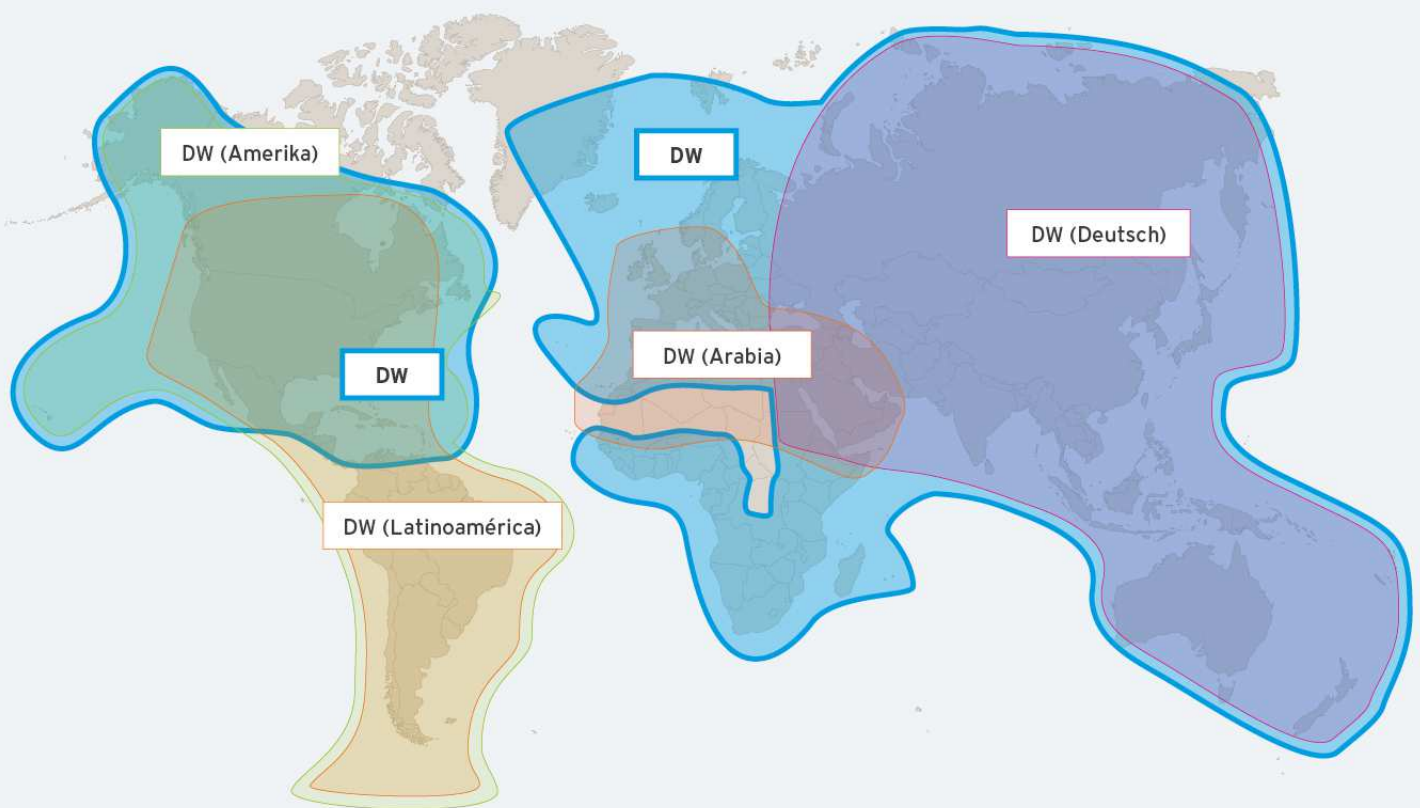 DW (Amerika)
DW
DW (Deutsch)
DW (Arabia)
DW
DW (Latinoamérica)